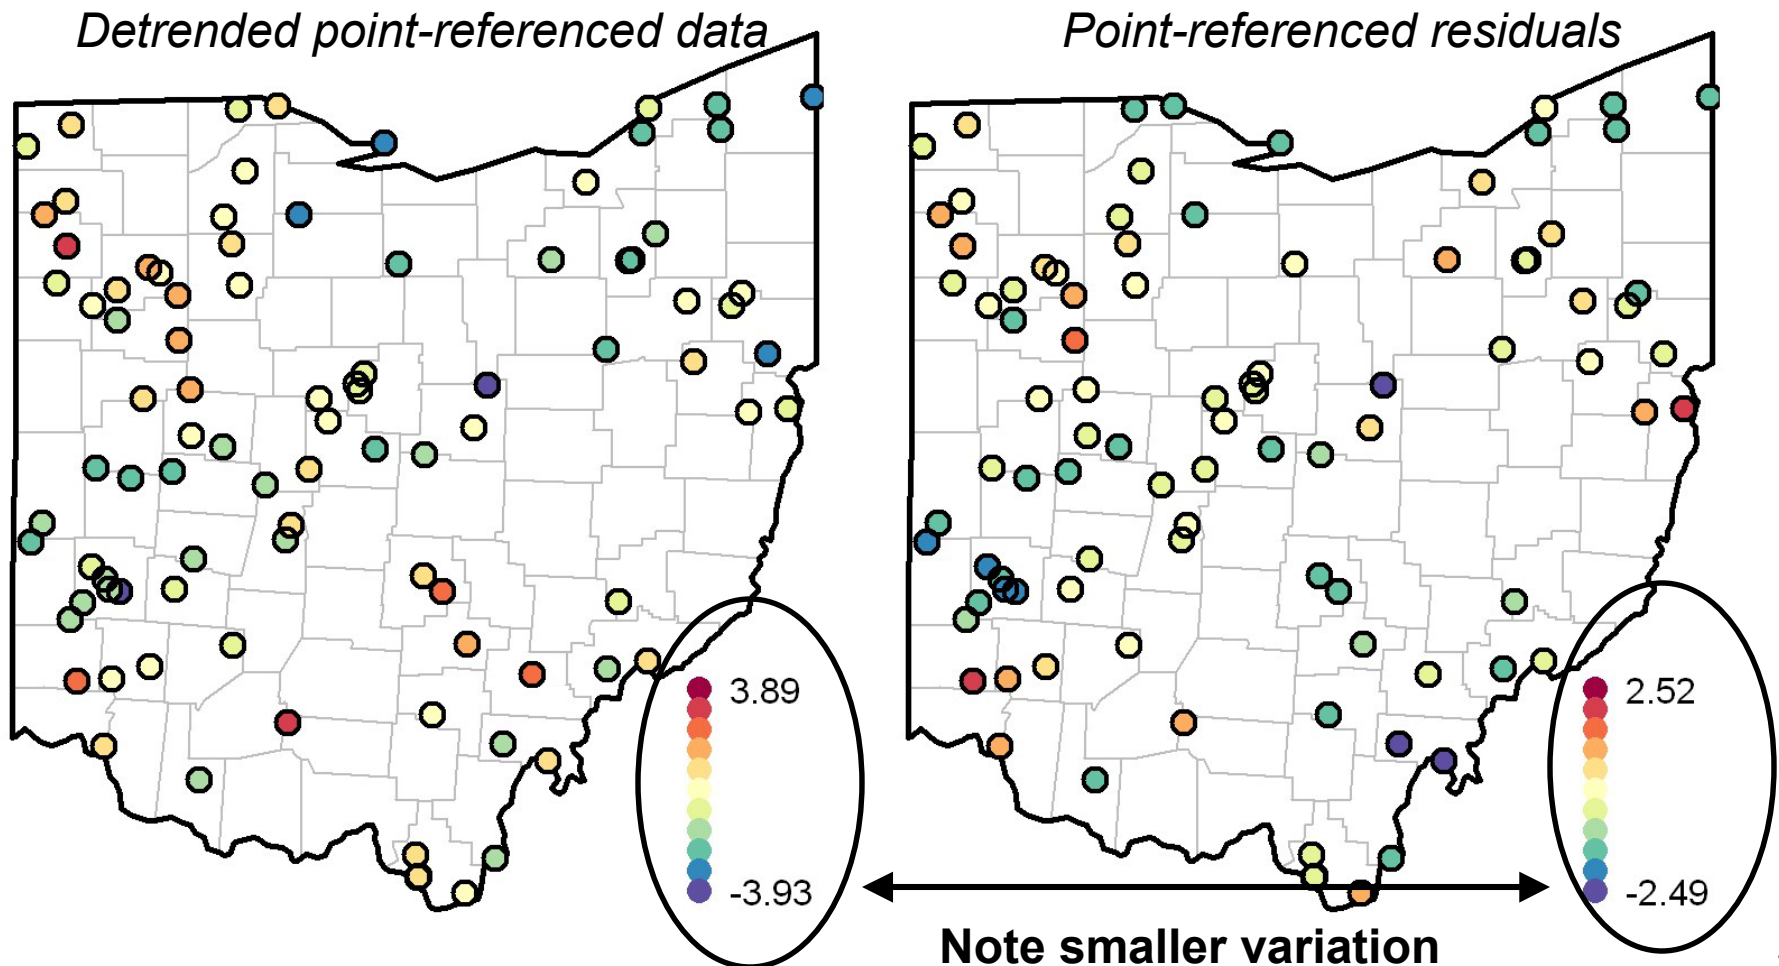 Detrended point-referenced data
Point-referenced residuals
3.89
-3.93
2.52
-2.49
Note smaller variation